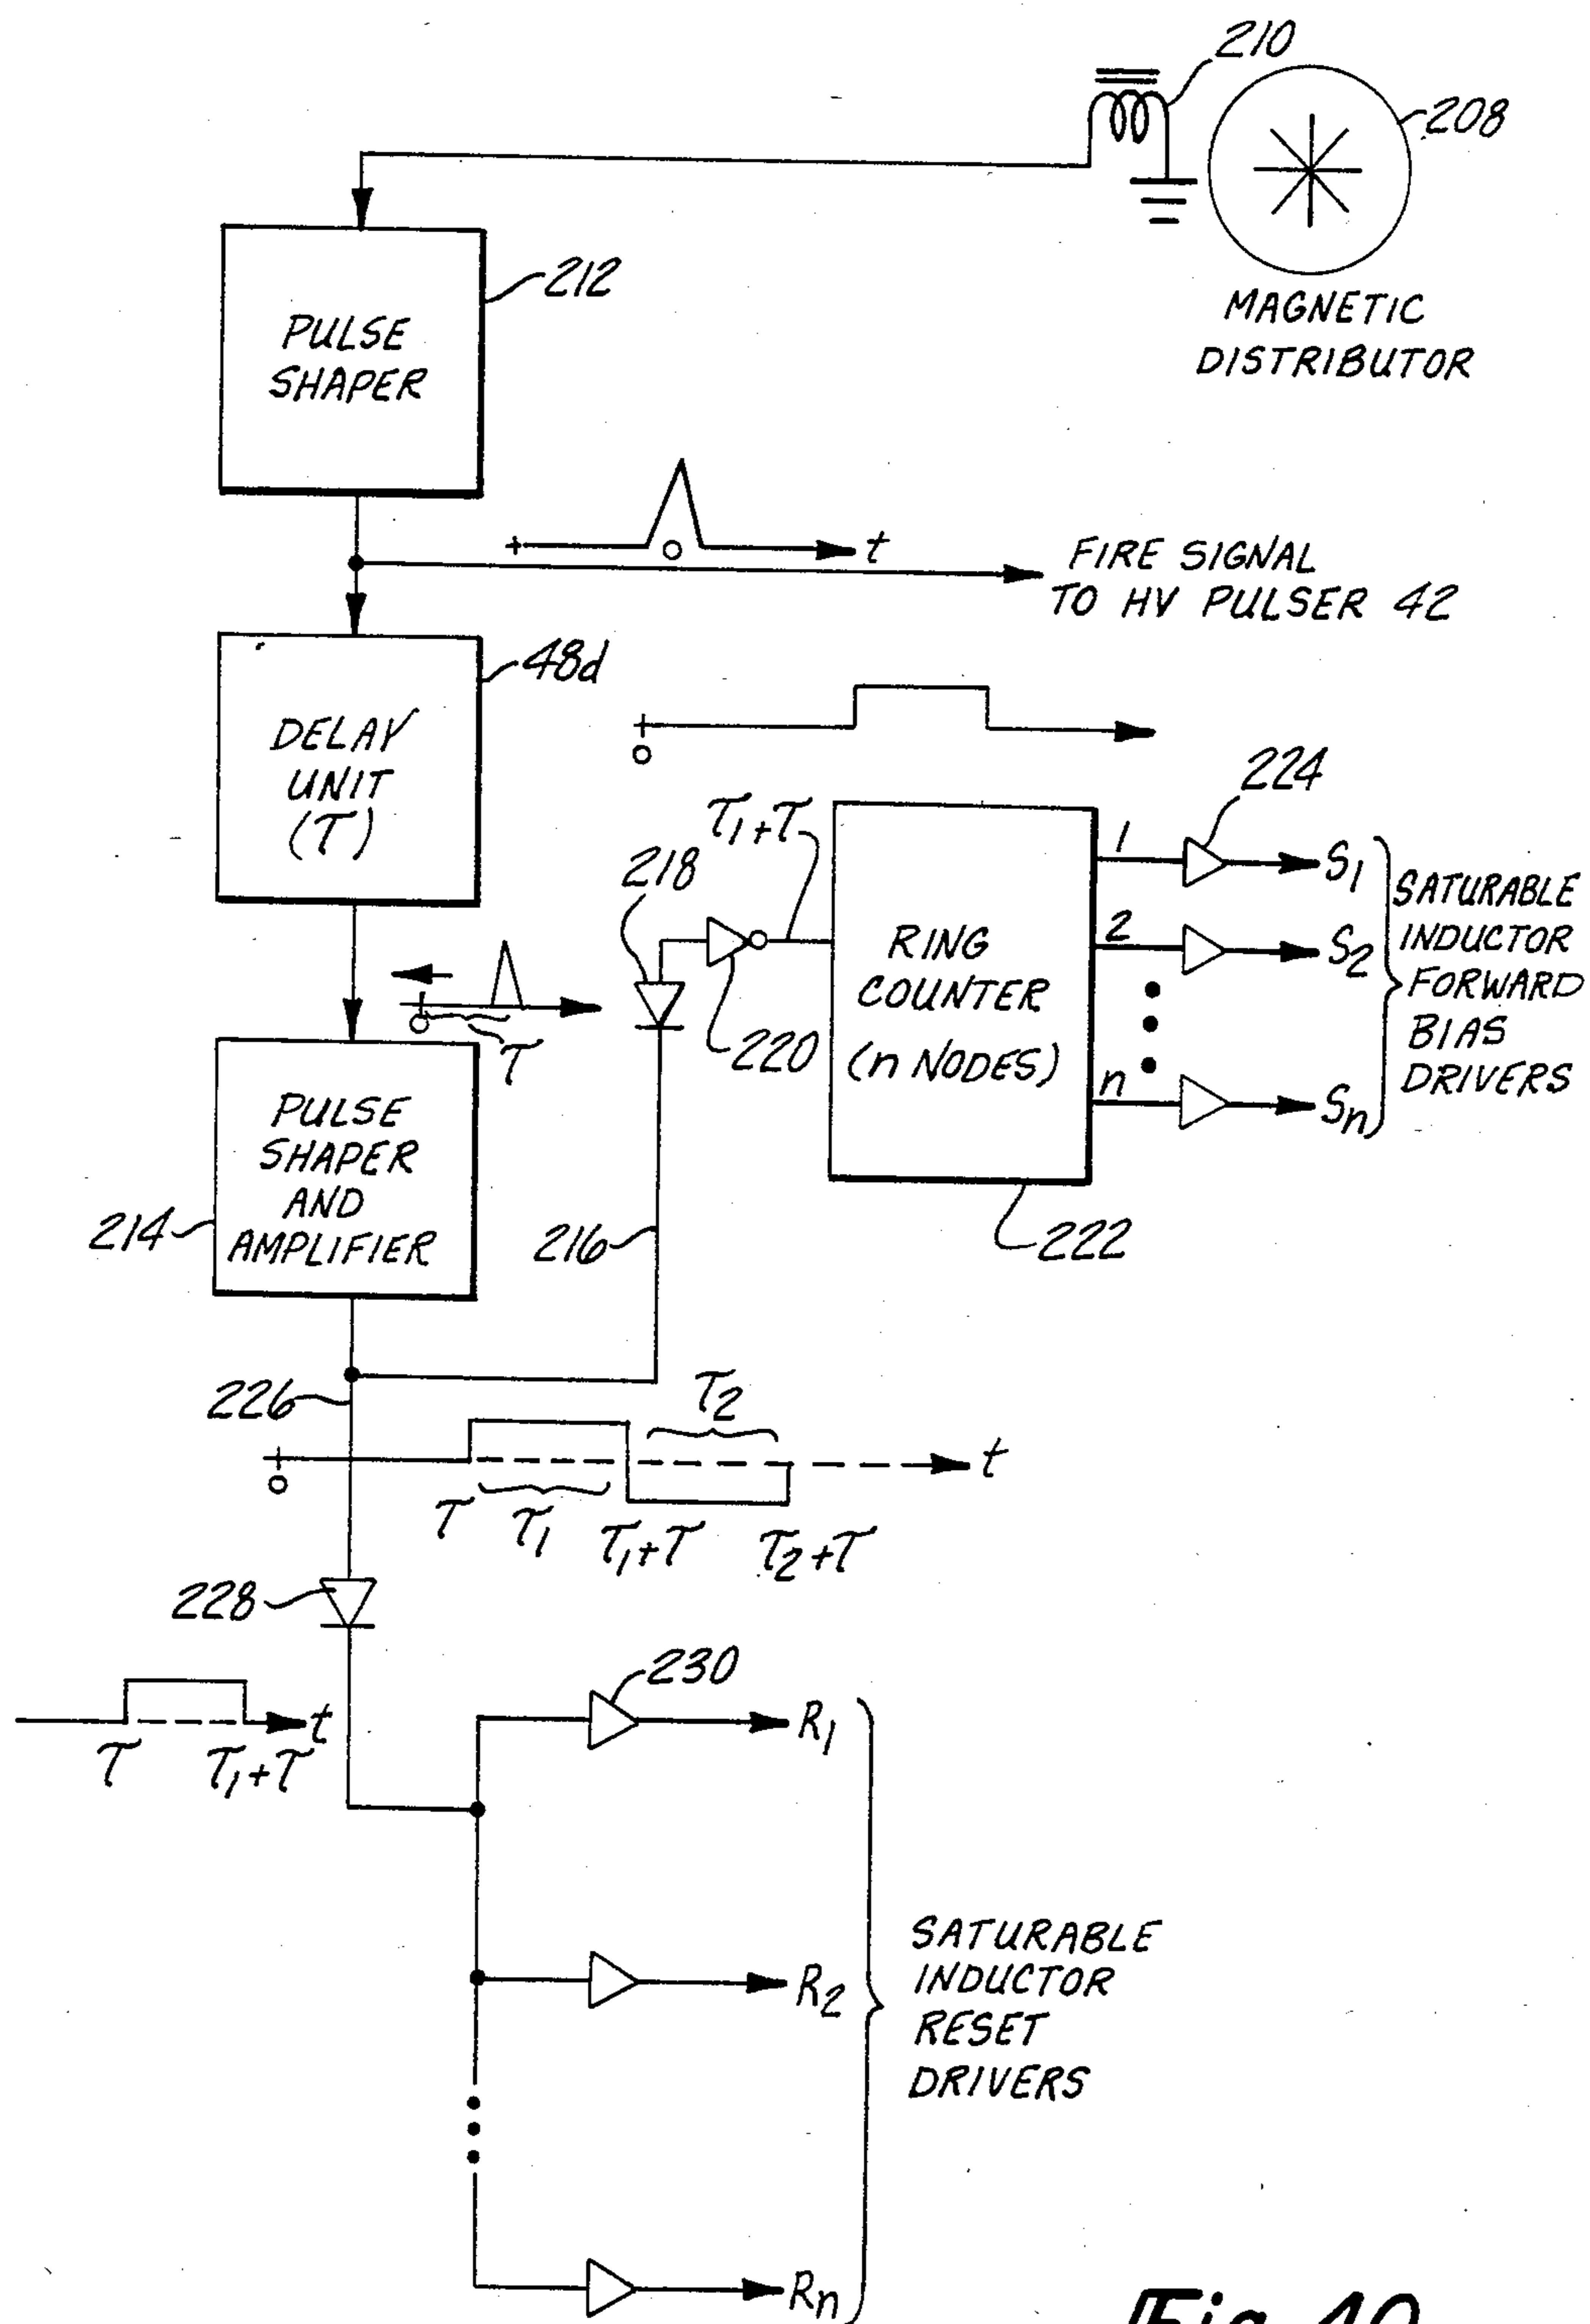 210
208
MAGNETIC
DISTRIBUTOR
212
PULSE
SHAPER
t
FIRE SIGNAL
TO HV PULSER 42
48d
DELAY
UNIT
(τ)
O
O
τ
218
220
τ1+τ
RING
COUNTER
(n NODES)
222
1
2
n
224
S1
S2
Sn
SATURABLE
INDUCTOR
FORWARD
BIAS
DRIVERS
214
PULSE
SHAPER
AND
AMPLIFIER
216
226
O
τ2
t
τ
τ1
τ1+τ
τ2+τ
228
t
τ
τ1+τ
230
R1
R2
Rn
SATURABLE
INDUCTOR
RESET
DRIVERS
O